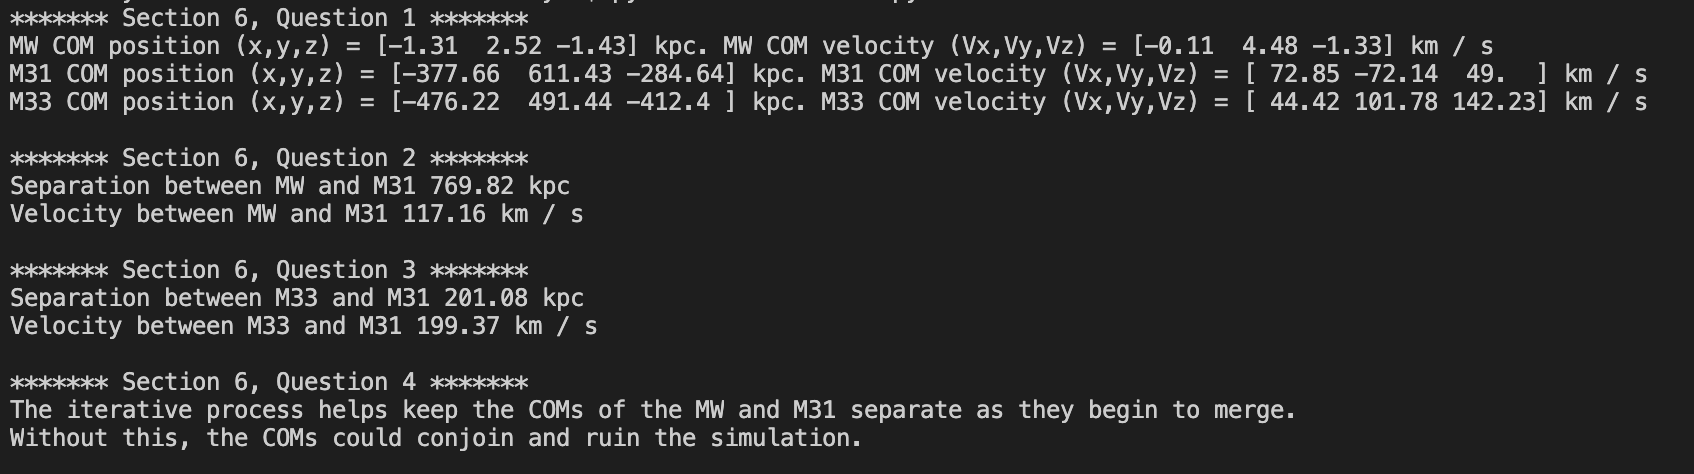 ******* Section 6, Question 1 *******
MW COM position (x,y,z) = [-1.31  2.52 -1.43] kpc. MW COM velocity (Vx,Vy,Vz) = [-0.11  4.48 -1.33] km / s
M31 COM position (x,y,z) = [-377.66  611.43 -284.64] kpc. M31 COM velocity (Vx,Vy,Vz) = [ 72.85 -72.14  49.  ] km / s
M33 COM position (x,y,z) = [-476.22  491.44 -412.4 ] kpc. M33 COM velocity (Vx,Vy,Vz) = [ 44.42 101.78 142.23] km / s
******* Section 6, Question 2 *******
Separation between MW and M31 769.82 kpc
Velocity between MW and M31 117.16 km / s
******* Section 6, Question 3 *******
Separation between M33 and M31 201.08 kpc
Velocity between M33 and M31 199.37 km / s
******* Section 6, Question 4 *******
The iterative process helps keep the COMs of the MW and M31 separate as they begin to merge.
Without this, the COMs could conjoin and ruin the simulation.